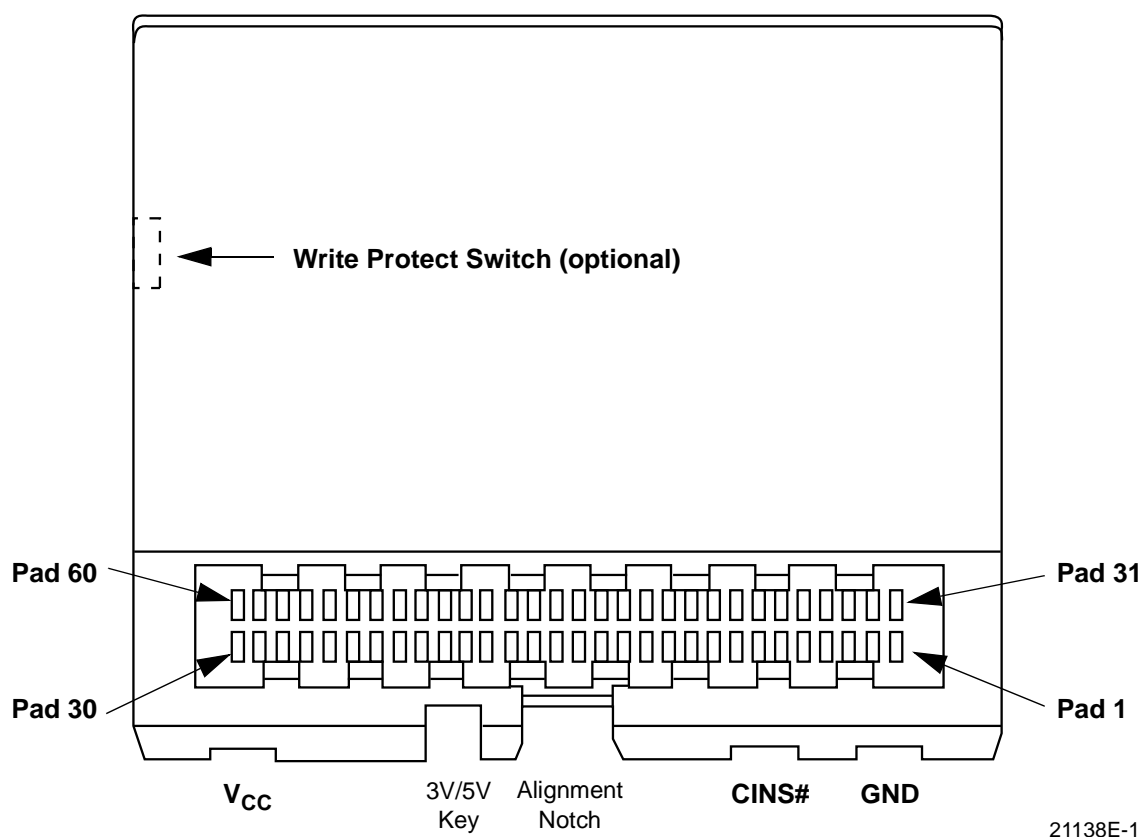 Write Protect Switch (optional)
Pad 60
Pad 31
Pad 30
Pad 1
VCC
3V/5V
Key
Alignment
Notch
CINS#
GND
21138E-1